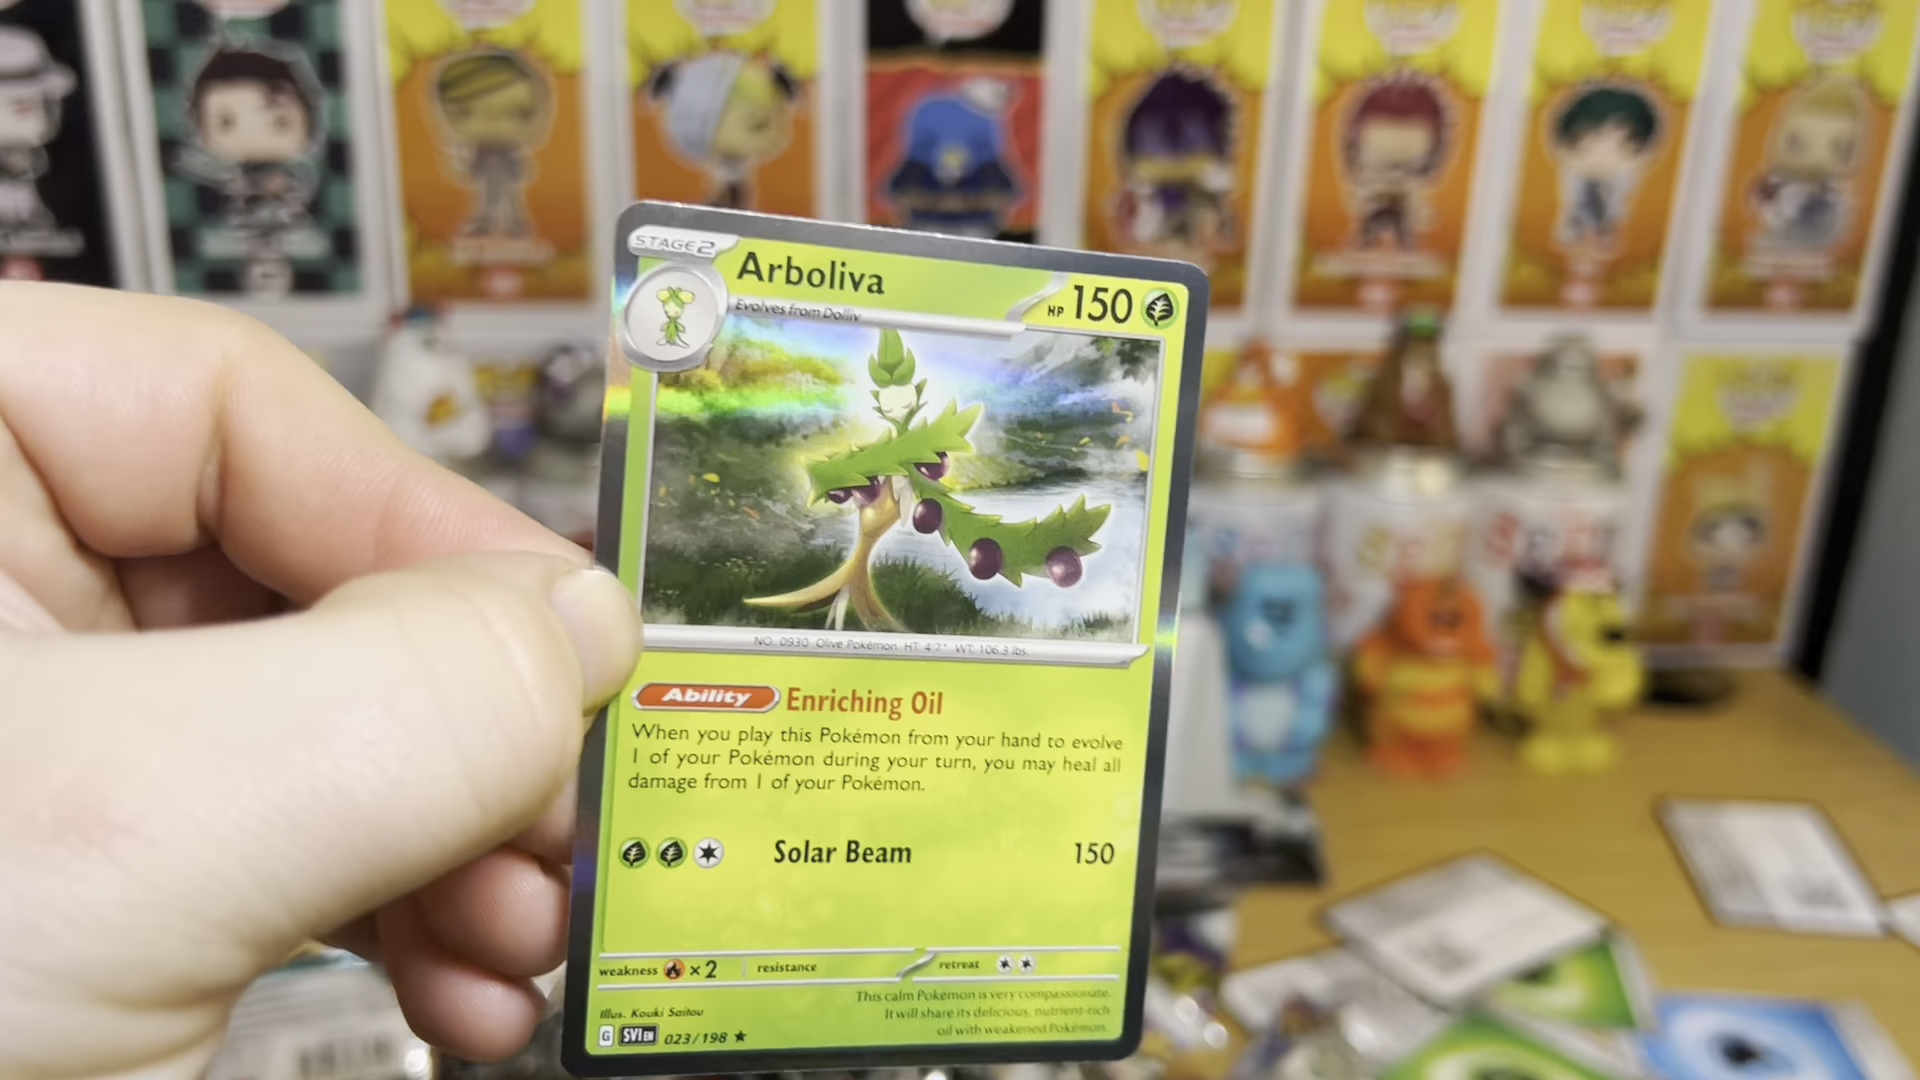 STAGE2
Arboliva
Evolves from Dolliv
HP 150
NO. 0930 Olive Pokémon HT: 4'7" WT: 106.3 lbs.
Ability Enriching Oil
When you play this Pokémon from your hand to evolve
1 of your Pokémon during your turn, you may heal all
damage from 1 of your Pokémon.
Solar Beam 150
weakness ×2 resistance retreat
This calm Pokémon is very compassionate.
It will share its delicious, nutrient-rich
oil with weakened Pokémon.
Illus. Kouki Saitou
G SVI EN 023/198